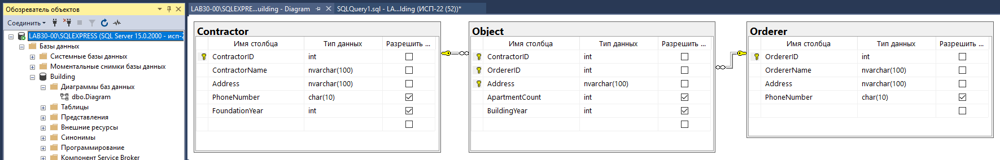 Обозреватель объектов
Соединить
LAB30-00\SQLEXPRESS (SQL Server 15.0.2000 - исп-2
Базы данных
Системные базы данных
Моментальные снимки базы данных
Building
Диаграммы баз данных
dbo.Diagram
Таблицы
Представления
Внешние ресурсы
Синонимы
Программирование
Компонент Service Broker
LAB30-00\SQLEXPRE...uilding - Diagram
SQLQuery1.sql - LA...lding (ИСП-22 (52))*
Contractor
Имя столбца Тип данных Разрешить ...
ContractorID int
ContractorName nvarchar(100)
Address nvarchar(100)
PhoneNumber char(10)
FoundationYear int
Object
Имя столбца Тип данных Разрешить ...
ContractorID int
OrdererID int
Address nvarchar(100)
ApartmentCount int
BuildingYear int
Orderer
Имя столбца Тип данных Разрешить ...
OrdererID int
OrdererName nvarchar(100)
Address nvarchar(100)
PhoneNumber char(10)